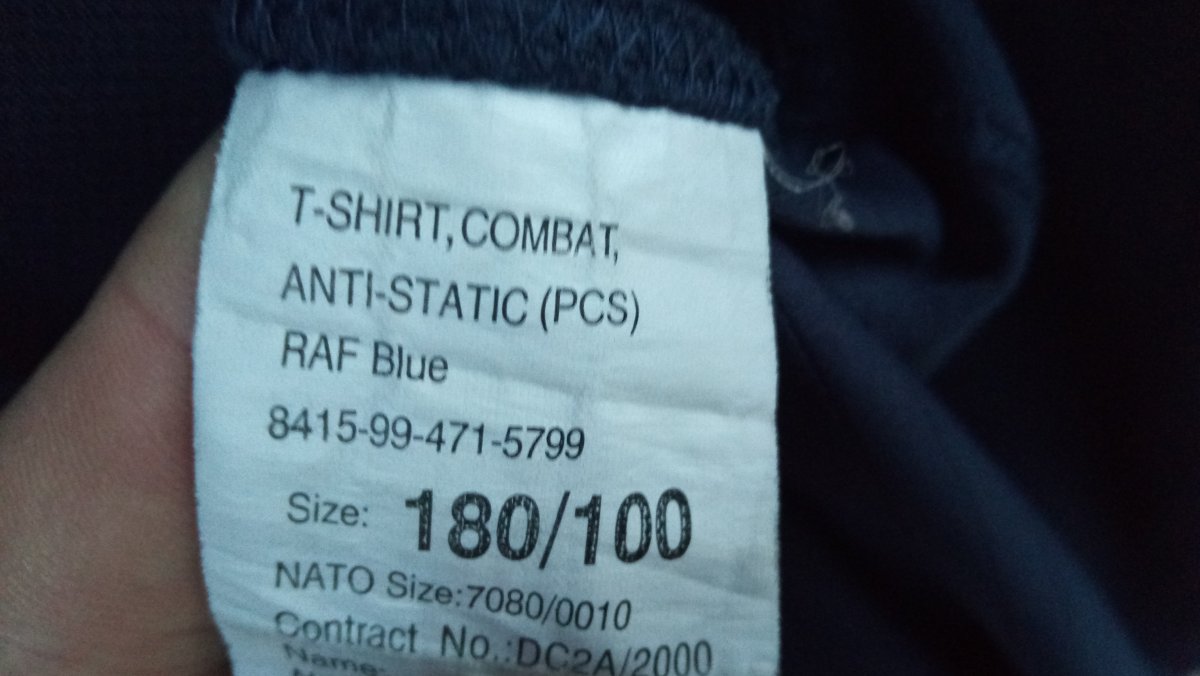 T-SHIRT, COMBAT,
ANTI-STATIC (PCS)
RAF Blue
8415-99-471-5799
Size: 180/100
NATO Size:7080/0010
Contract No.:DC2A/2000
Name: